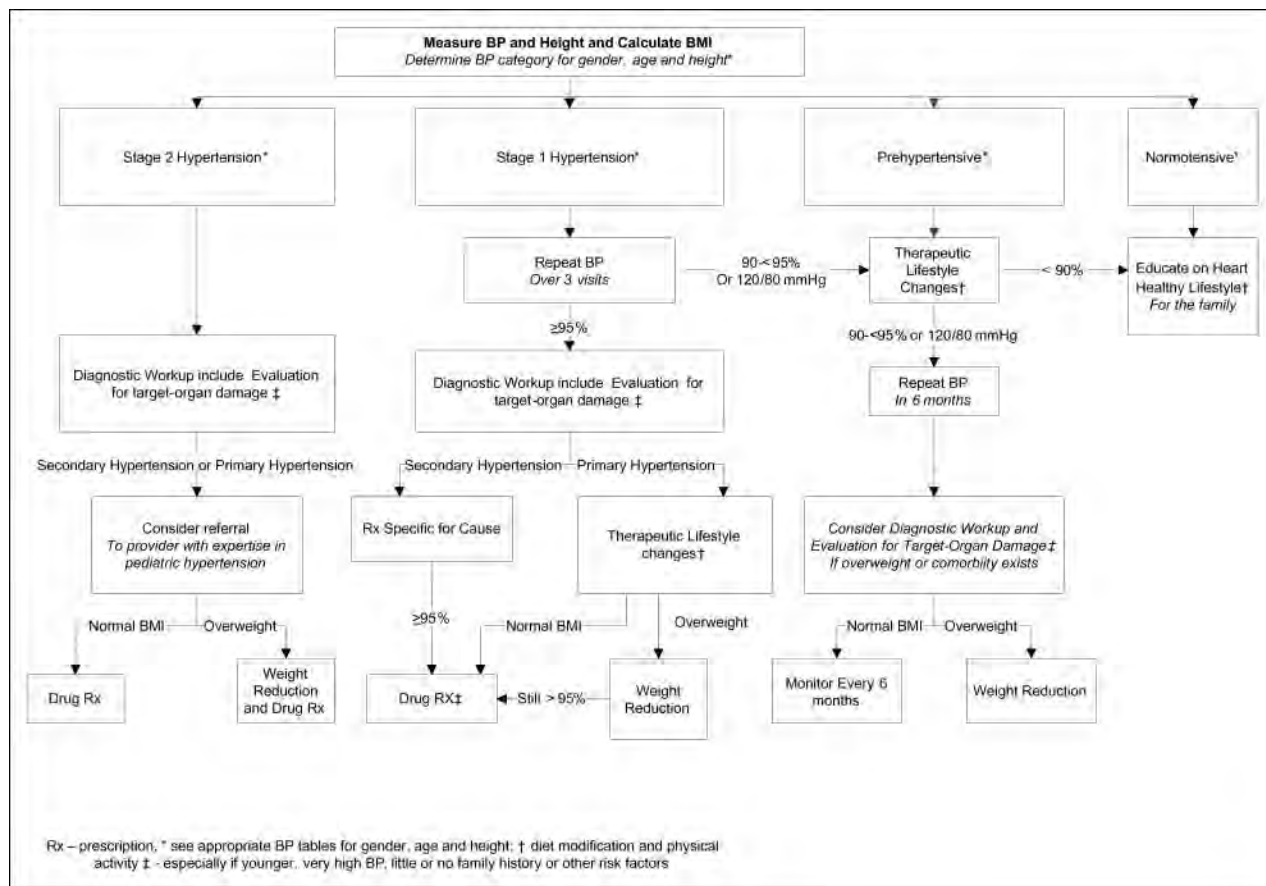 Measure BP and Height and Calculate BMI
Determine BP category for gender, age and height*
Stage 2 Hypertension*
Stage 1 Hypertension*
Prehypertensive*
Normotensive*
Repeat BP
Over 3 visits
90-<95%
Or 120/80 mmHg
Therapeutic
Lifestyle
Changes†
< 90%
Educate on Heart
Healthy Lifestyle†
For the family
≥95%
90-<95% or 120/80 mmHg
Diagnostic Workup include Evaluation
for target-organ damage ‡
Diagnostic Workup include Evaluation for
target-organ damage ‡
Repeat BP
In 6 months
Secondary Hypertension or Primary Hypertension
Secondary Hypertension
Primary Hypertension
Consider referral
To provider with expertise in
pediatric hypertension
Rx Specific for Cause
Therapeutic Lifestyle
changes†
Consider Diagnostic Workup and
Evaluation for Target-Organ Damage‡
If overweight or comorbiity exists
Normal BMI
Overweight
≥95%
Normal BMI
Overweight
Normal BMI
Overweight
Drug Rx
Weight
Reduction
and Drug Rx
Drug RX‡
Still > 95%
Weight
Reduction
Monitor Every 6
months
Weight Reduction
Rx – prescription, * see appropriate BP tables for gender, age and height; † diet modification and physical
activity ‡ - especially if younger, very high BP, little or no family history or other risk factors